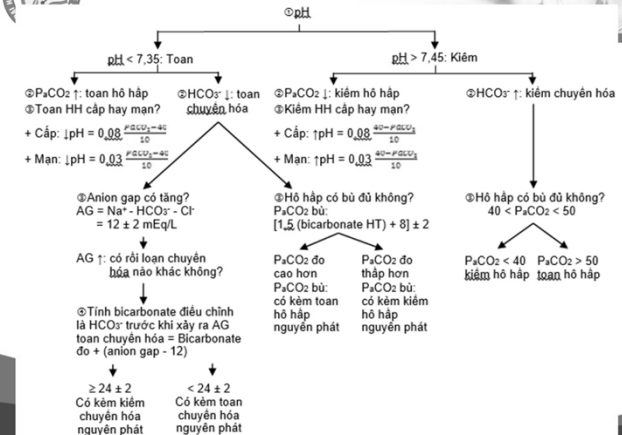 ①pH
pH < 7,35: Toan
pH > 7,45: Kiềm
②PaCO₂ ↑: toan hô hấp
③Toan HH cấp hay mạn?
+ Cấp: ↓pH = 0,08 PaCO₂−40/10
+ Mạn: ↓pH = 0,03 PaCO₂−40/10
②HCO₃⁻ ↓: toan
chuyển hóa
②PaCO₂ ↓: kiềm hô hấp
③Kiềm HH cấp hay mạn?
+ Cấp: ↑pH = 0,08 40−PaCO₂/10
+ Mạn: ↑pH = 0,03 40−PaCO₂/10
②HCO₃⁻ ↑: kiềm chuyển hóa
③Anion gap có tăng?
AG = Na⁺ - HCO₃⁻ - Cl⁻
= 12 ± 2 mEq/L
AG ↑: có rối loạn chuyển
hóa nào khác không?
④Tính bicarbonate điều chỉnh
là HCO₃⁻ trước khi xảy ra AG
toan chuyển hóa = Bicarbonate
đo + (anion gap - 12)
≥ 24 ± 2
Có kèm kiềm
chuyển hóa
nguyên phát
< 24 ± 2
Có kèm toan
chuyển hóa
nguyên phát
③Hô hấp có bù đủ không?
PaCO₂ bù:
[1,5 (bicarbonate HT) + 8] ± 2
PaCO₂ đo
cao hơn
PaCO₂ bù:
có kèm toan
hô hấp
nguyên phát
PaCO₂ đo
thấp hơn
PaCO₂ bù:
có kèm kiềm
hô hấp
nguyên phát
③Hô hấp có bù đủ không?
40 < PaCO₂ < 50
PaCO₂ < 40
kiềm hô hấp
PaCO₂ > 50
toan hô hấp